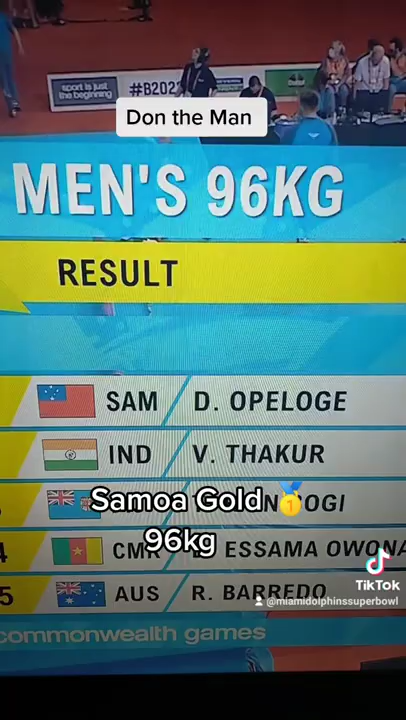 sport is just
the beginning
#B202
Don the Man
MEN'S 96KG
RESULT
SAM D. OPELOGE
IND V. THAKUR
OGI
Samoa Gold 🥇
96kg
4 CMR ESSAMA OWONA
5 AUS R. BARREDO
TikTok
@miamidolphinssuperbowl
commonwealth games